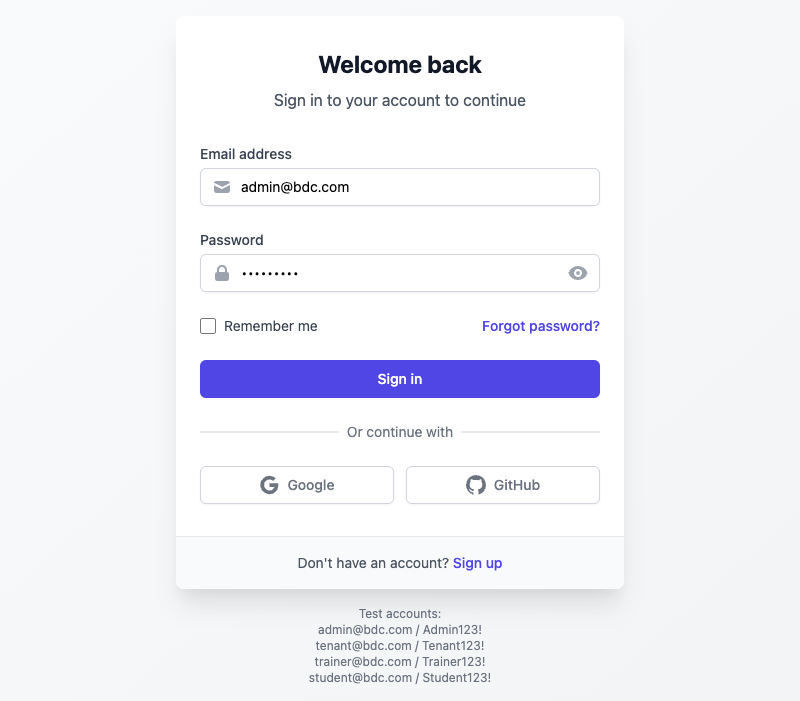 Welcome back
Sign in to your account to continue
Email address
admin@bdc.com
Password
•••••••••
Remember me
Forgot password?
Sign in
Or continue with
Google
GitHub
Don't have an account? Sign up
Test accounts:
admin@bdc.com / Admin123!
tenant@bdc.com / Tenant123!
trainer@bdc.com / Trainer123!
student@bdc.com / Student123!